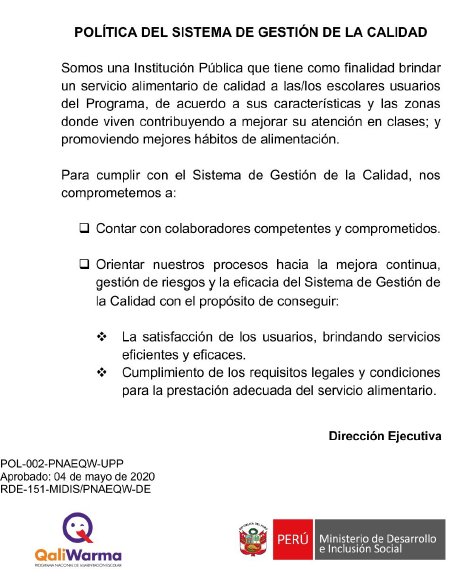 POLÍTICA DEL SISTEMA DE GESTIÓN DE LA CALIDAD
Somos una Institución Pública que tiene como finalidad brindar
un servicio alimentario de calidad a las/los escolares usuarios
del Programa, de acuerdo a sus características y las zonas
donde viven contribuyendo a mejorar su atención en clases; y
promoviendo mejores hábitos de alimentación.
Para cumplir con el Sistema de Gestión de la Calidad, nos
comprometemos a:
❑ Contar con colaboradores competentes y comprometidos.
❑ Orientar nuestros procesos hacia la mejora continua,
gestión de riesgos y la eficacia del Sistema de Gestión de
la Calidad con el propósito de conseguir:
❖ La satisfacción de los usuarios, brindando servicios
eficientes y eficaces.
❖ Cumplimiento de los requisitos legales y condiciones
para la prestación adecuada del servicio alimentario.
Dirección Ejecutiva
POL-002-PNAEQW-UPP
Aprobado: 04 de mayo de 2020
RDE-151-MIDIS/PNAEQW-DE
QaliWarma
PROGRAMA NACIONAL DE ALIMENTACIÓN ESCOLAR
PERÚ
Ministerio de Desarrollo
e Inclusión Social